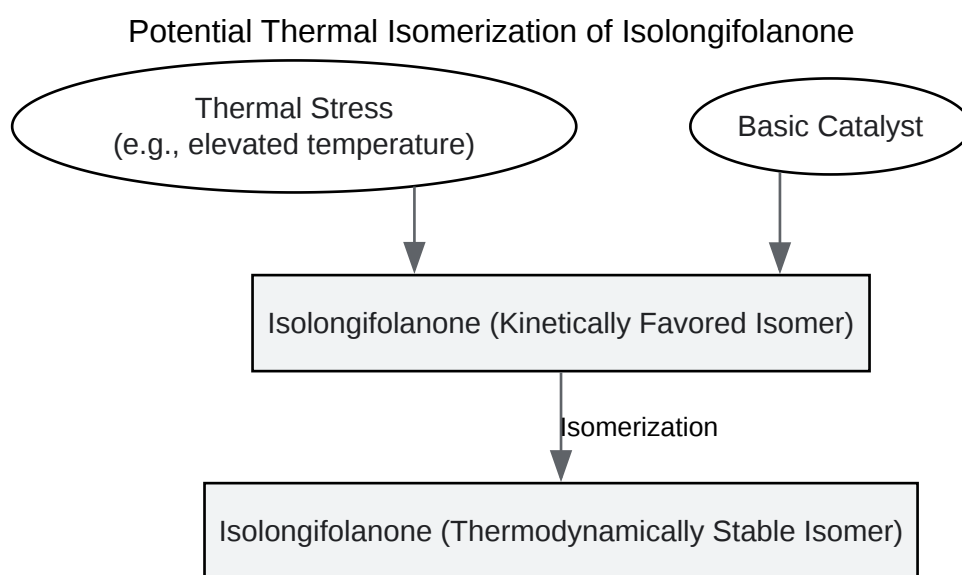 Potential Thermal Isomerization of Isolongifolanone
Thermal Stress
(e.g., elevated temperature)
Basic Catalyst
Isolongifolanone (Kinetically Favored Isomer)
Isomerization
Isolongifolanone (Thermodynamically Stable Isomer)